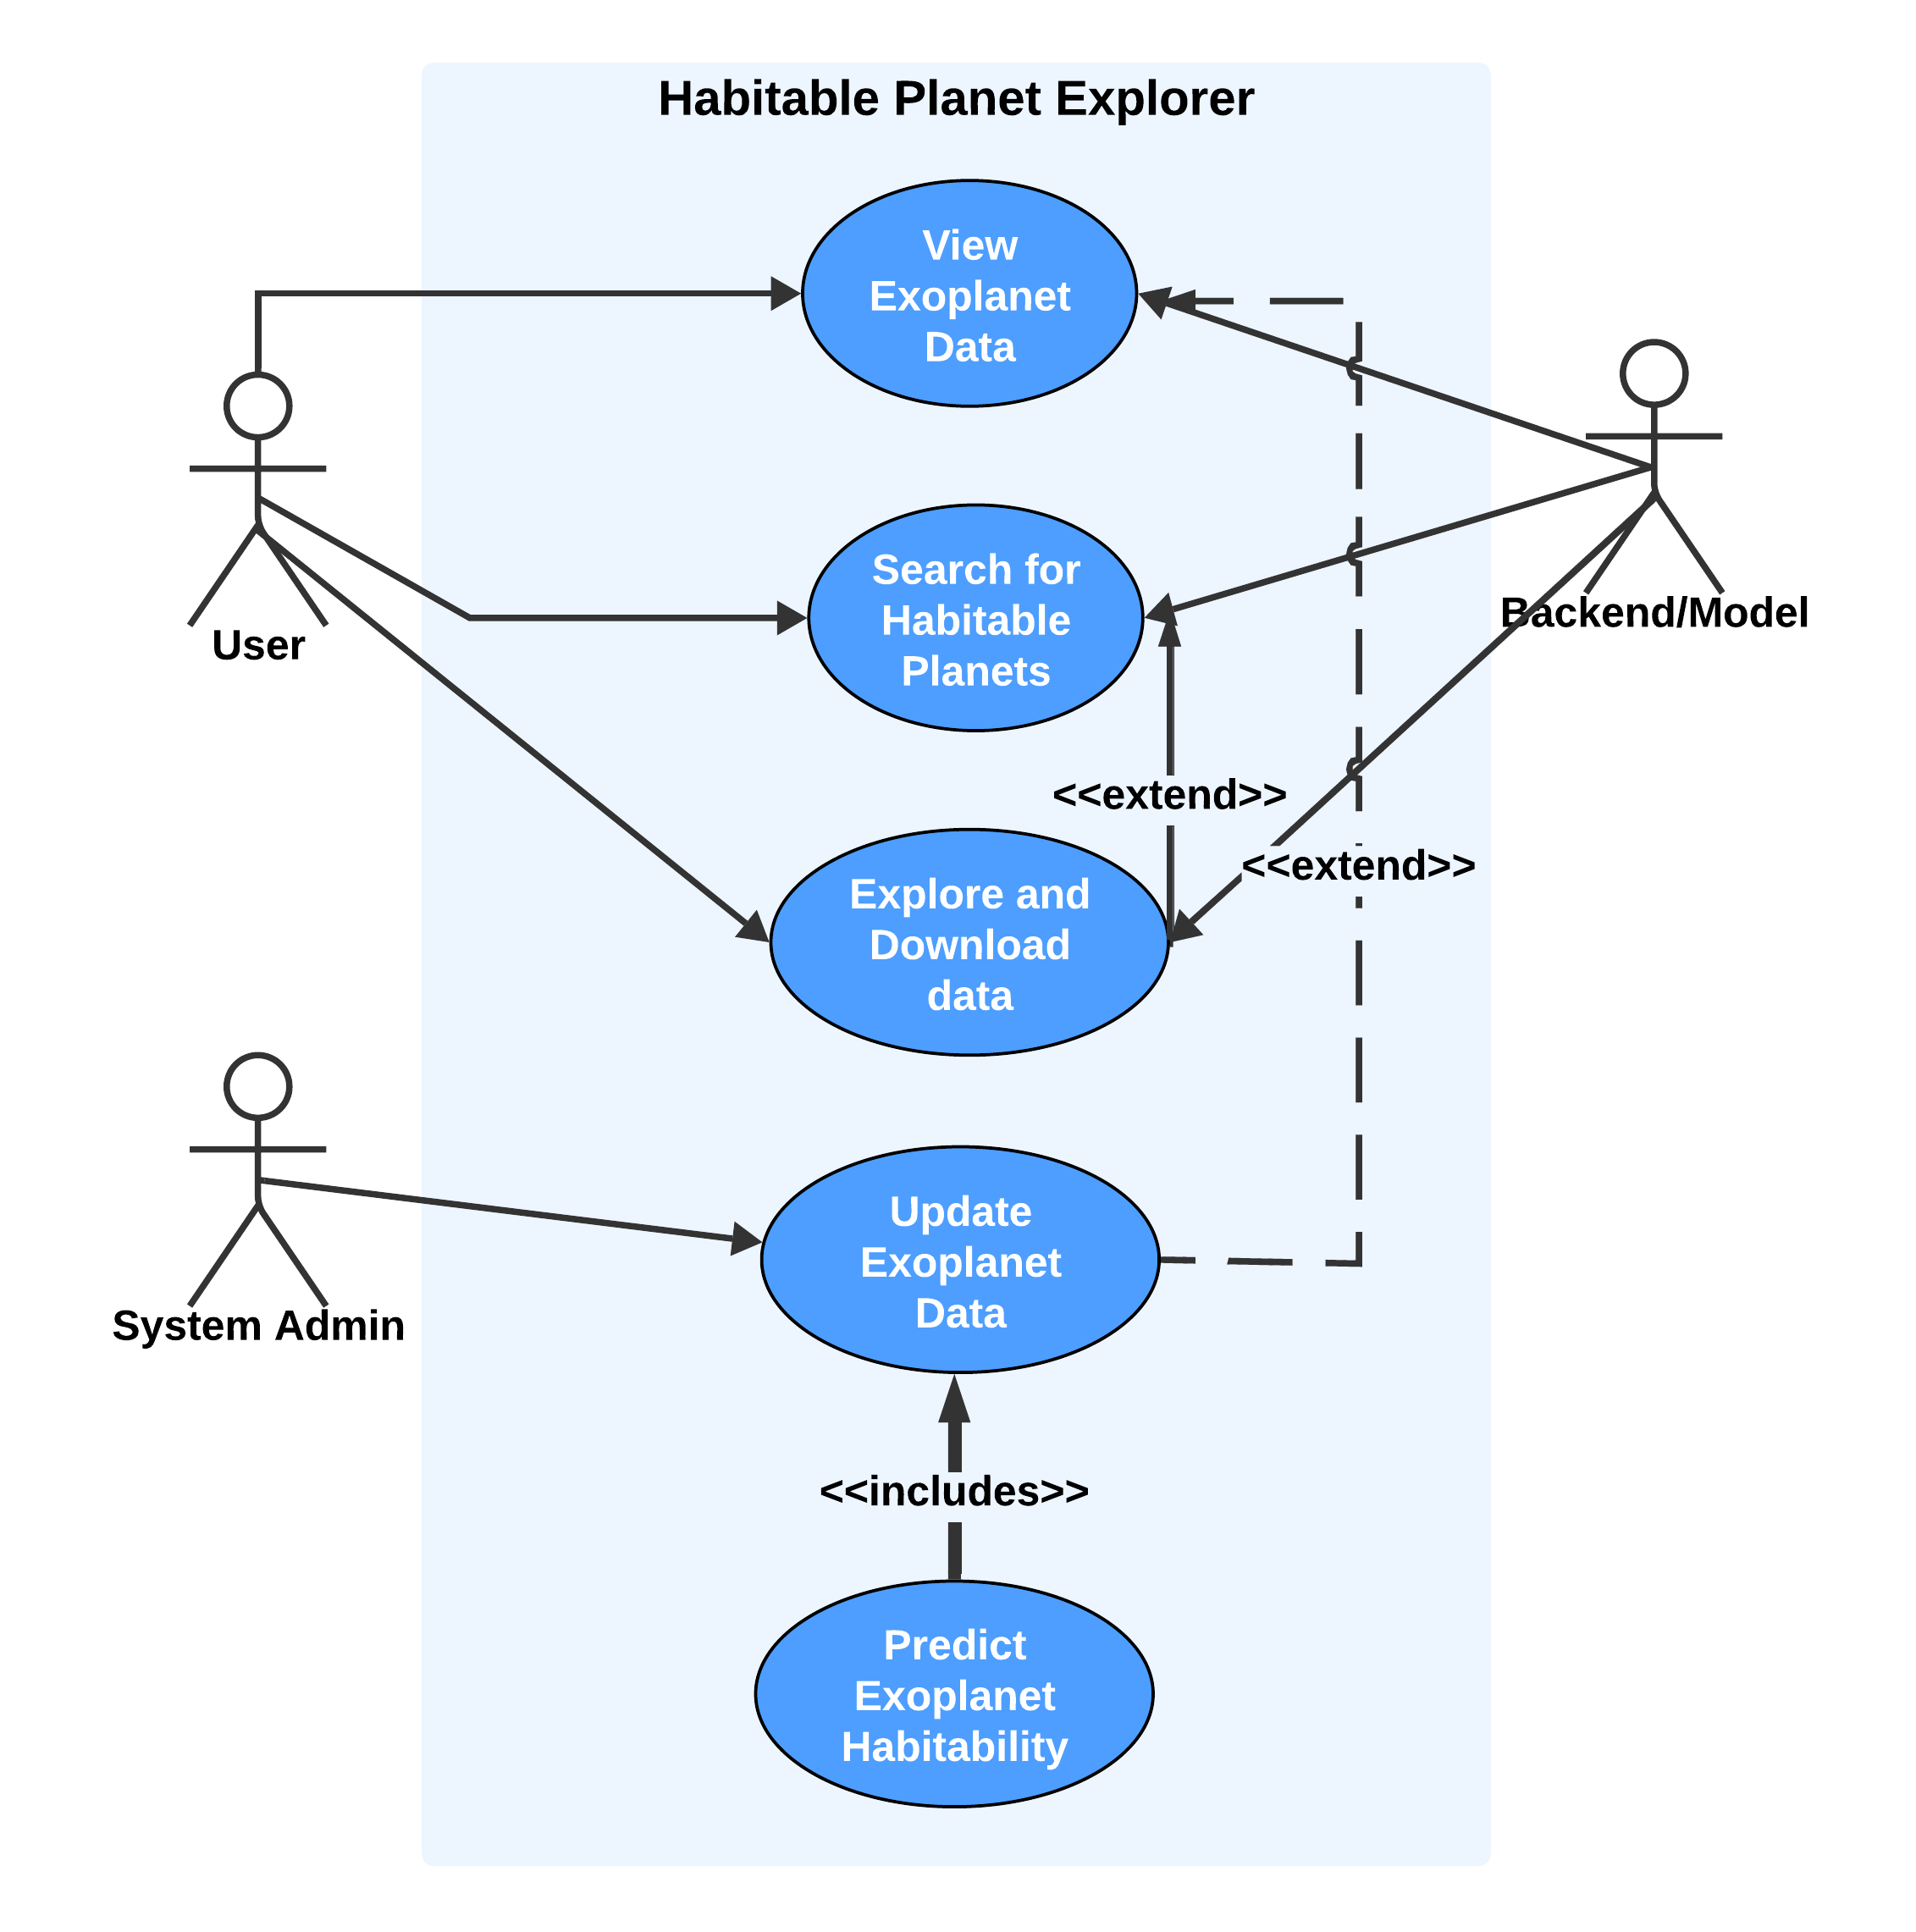 Habitable Planet Explorer
View
Exoplanet
Data
Search for
Habitable
Planets
User
Backend/Model
<<extend>>
<<extend>>
Explore and
Download
data
Update
Exoplanet
Data
System Admin
<<includes>>
Predict
Exoplanet
Habitability